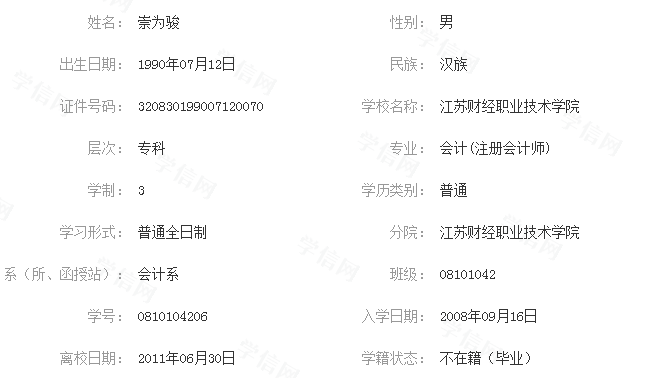 姓名： 崇为骏 性别： 男
出生日期： 1990年07月12日 民族： 汉族
证件号码： 320830199007120070 学校名称： 江苏财经职业技术学院
层次： 专科 专业： 会计(注册会计师)
学制： 3 学历类别： 普通
学习形式： 普通全日制 分院： 江苏财经职业技术学院
系（所、函授站）： 会计系 班级： 08101042
学号： 0810104206 入学日期： 2008年09月16日
离校日期： 2011年06月30日 学籍状态： 不在籍（毕业）
学信网